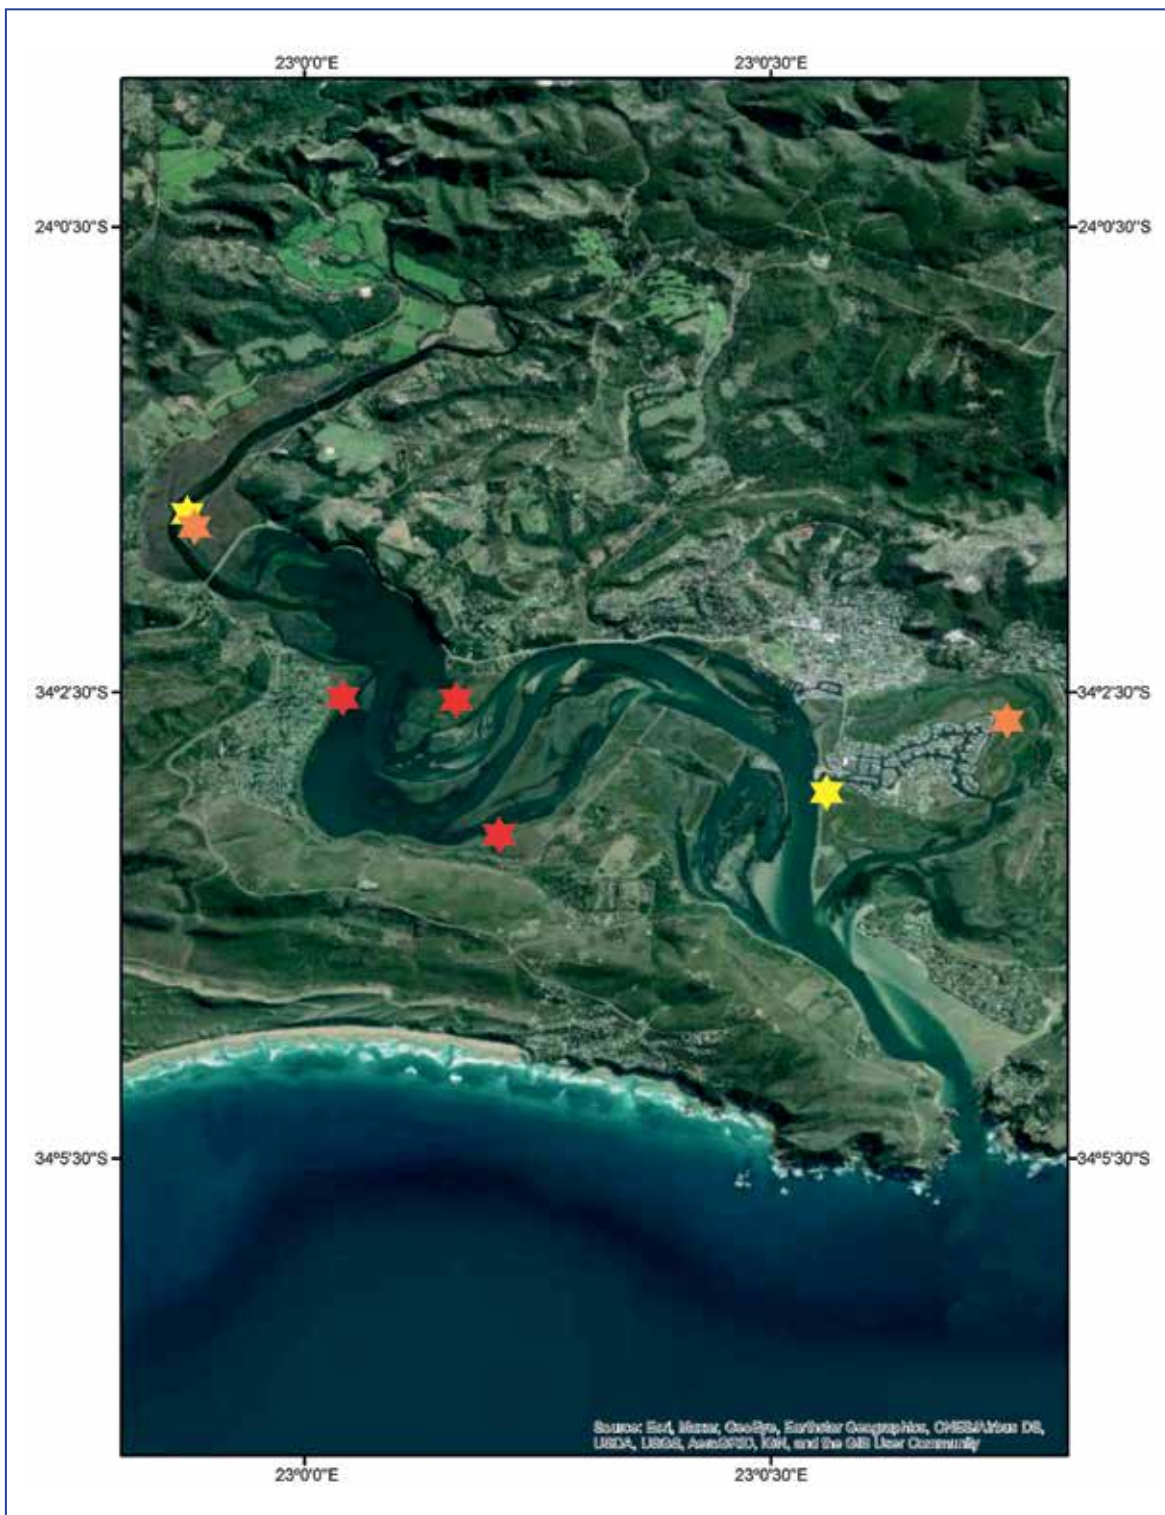 23°0'0"E 23°0'30"E
24°0'30"S 24°0'30"S
34°2'30"S 34°2'30"S
34°5'30"S 34°5'30"S
Source: Esri, Maxar, GeoEye, Earthstar Geographics, CNES/Airbus DS,
USDA, USGS, AeroGRID, IGN, and the GIS User Community
23°0'0"E 23°0'30"E